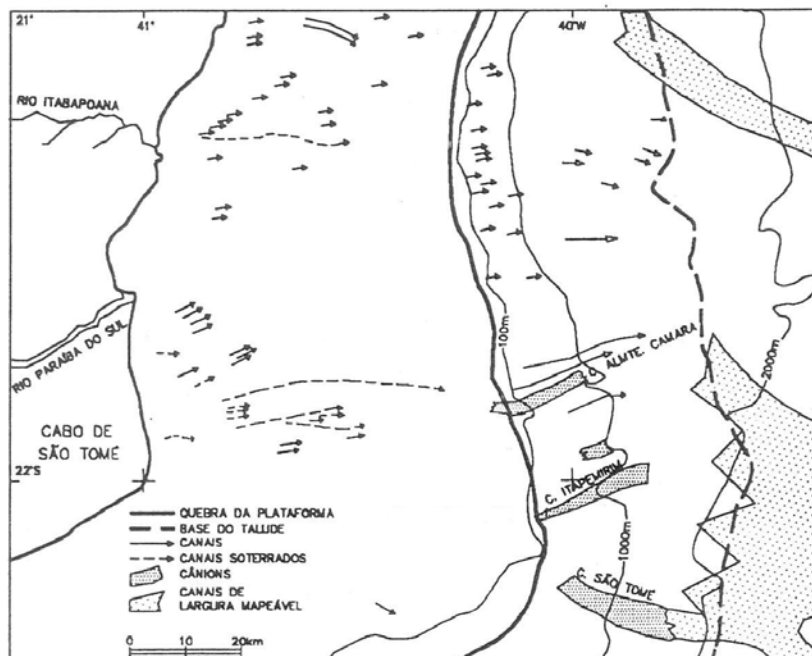 21°
41°
40°W
RIO ITABAPOANA
RIO PARAÍBA DO SUL
CABO DE
SÃO TOMÉ
22°S
100m
C. ALMTE. CAMARA
2000m
C. ITAPEMIRIM
1000m
C. SÃO TOMÉ
QUEBRA DA PLATAFORMA
BASE DO TALUDE
CANAIS
CANAIS SOTERRADOS
CÂNIONS
CANAIS DE
LARGURA MAPEÁVEL
0 10 20km